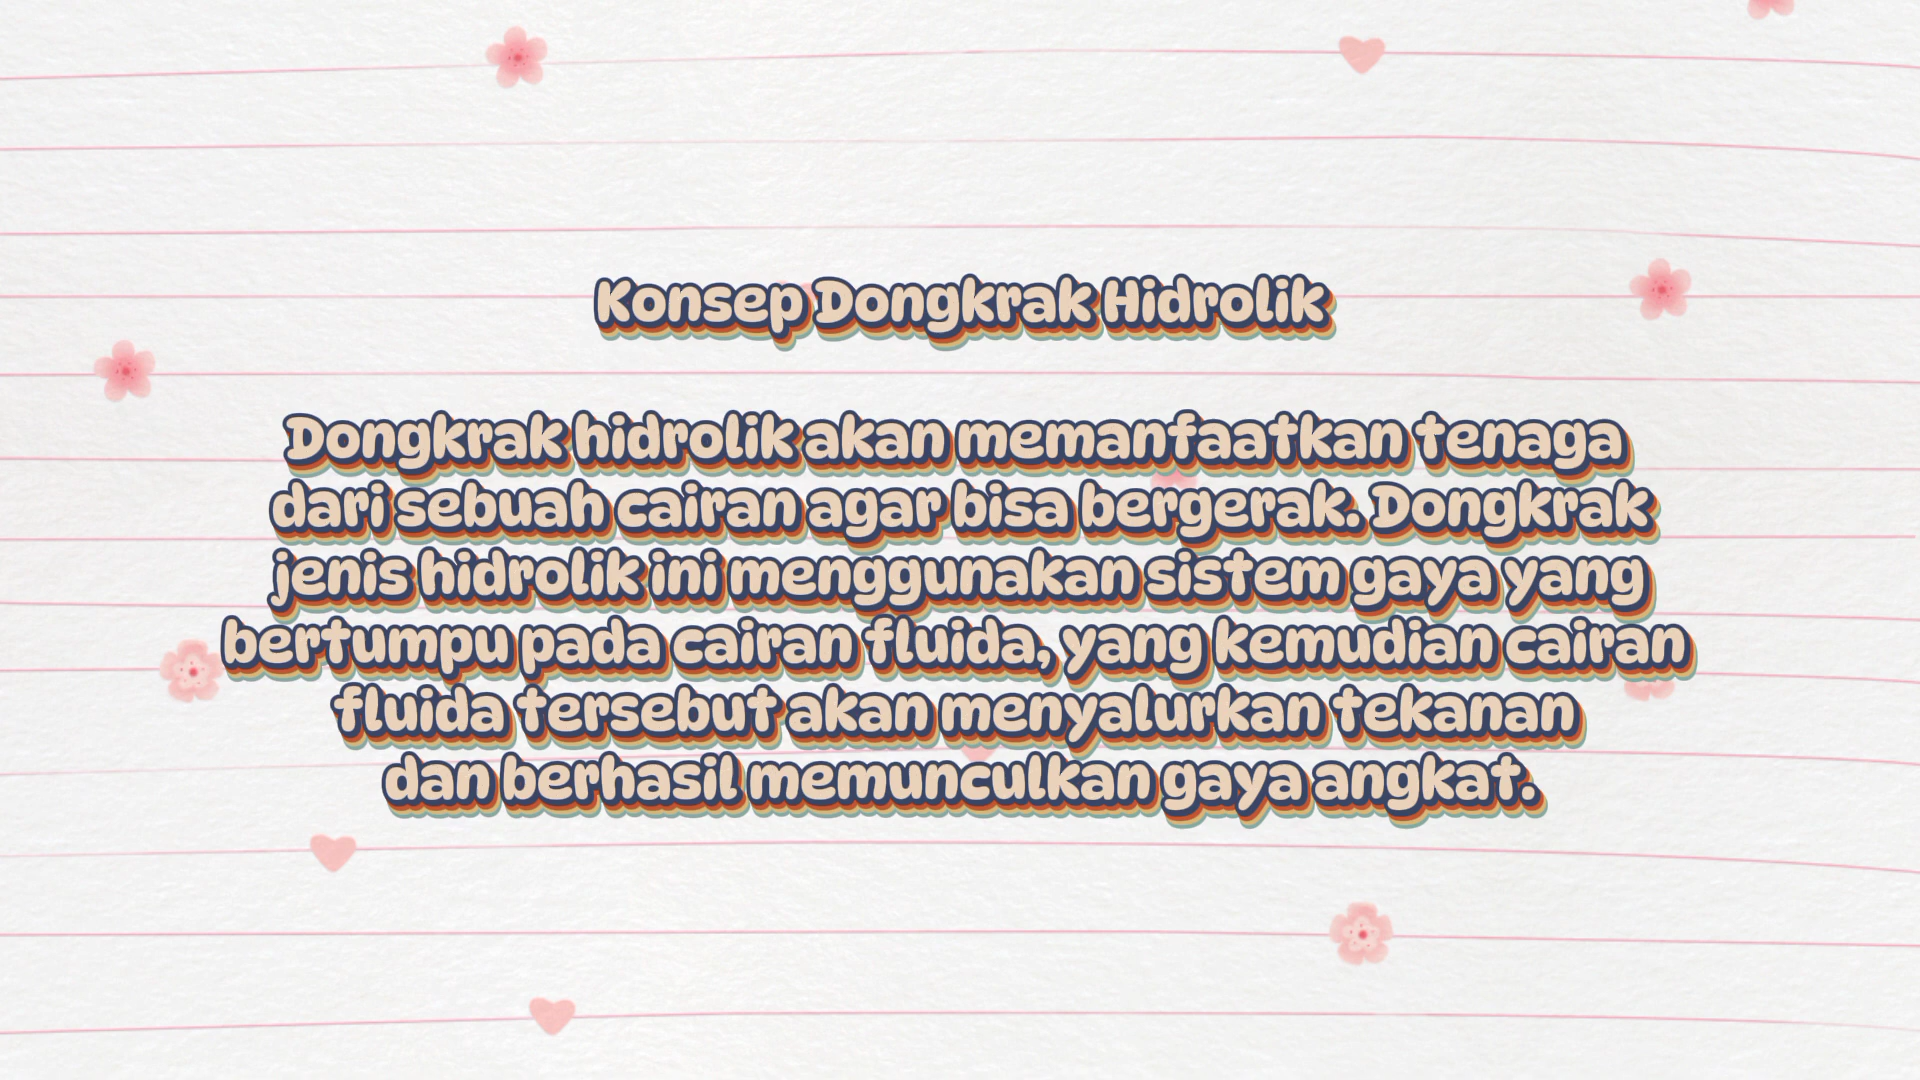 Konsep Dongkrak Hidrolik
Dongkrak hidrolik akan memanfaatkan tenaga
dari sebuah cairan agar bisa bergerak. Dongkrak
jenis hidrolik ini menggunakan sistem gaya yang
bertumpu pada cairan fluida, yang kemudian cairan
fluida tersebut akan menyalurkan tekanan
dan berhasil memunculkan gaya angkat.